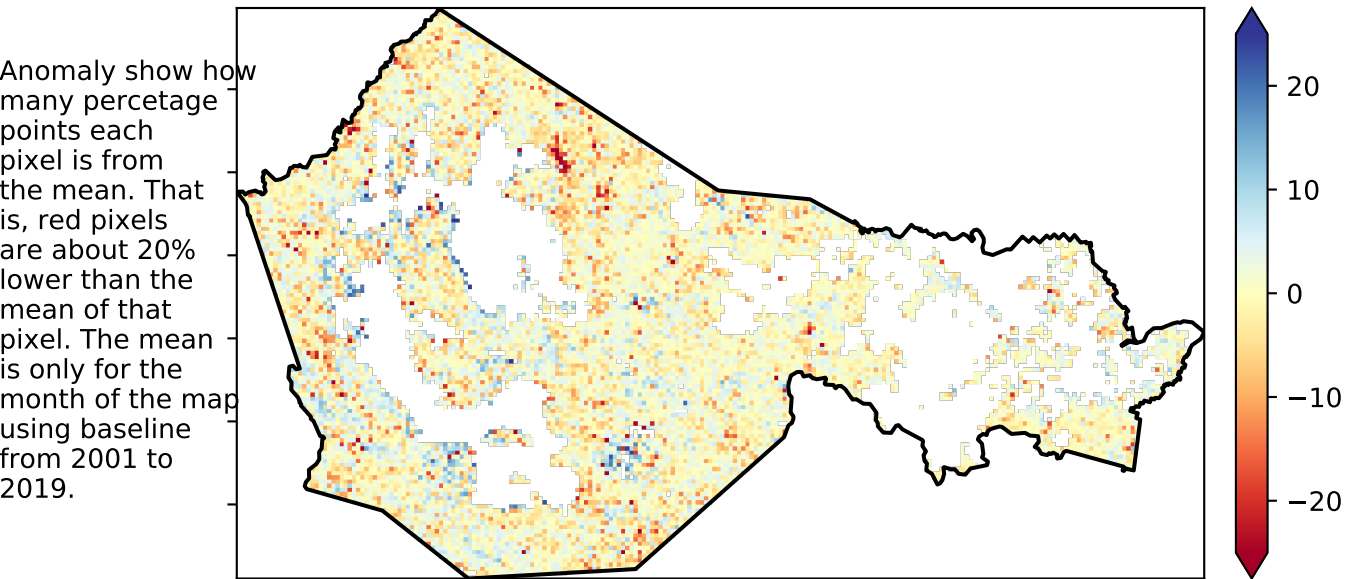 Anomaly show how
many percetage
points each
pixel is from
the mean. That
is, red pixels
are about 20%
lower than the
mean of that
pixel. The mean
is only for the
month of the map
using baseline
from 2001 to
2019.
20
10
0
−10
−20